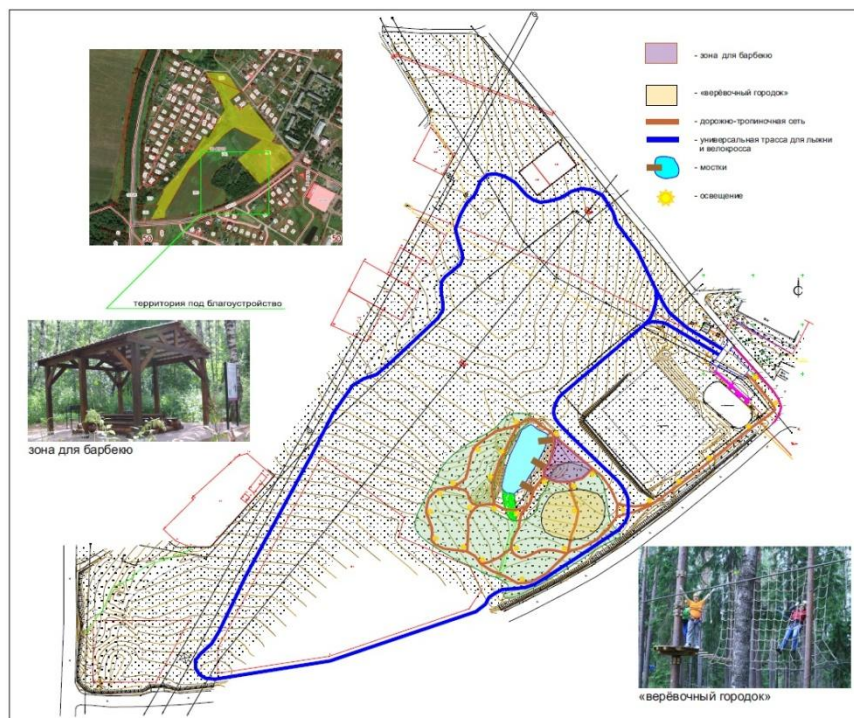 - зона для барбекю
- «верёвочный городок»
- дорожно-тропиночная сеть
- универсальная трасса для лыжни
и велокросса
- мостки
- освещение
территория под благоустройство
зона для барбекю
«верёвочный городок»